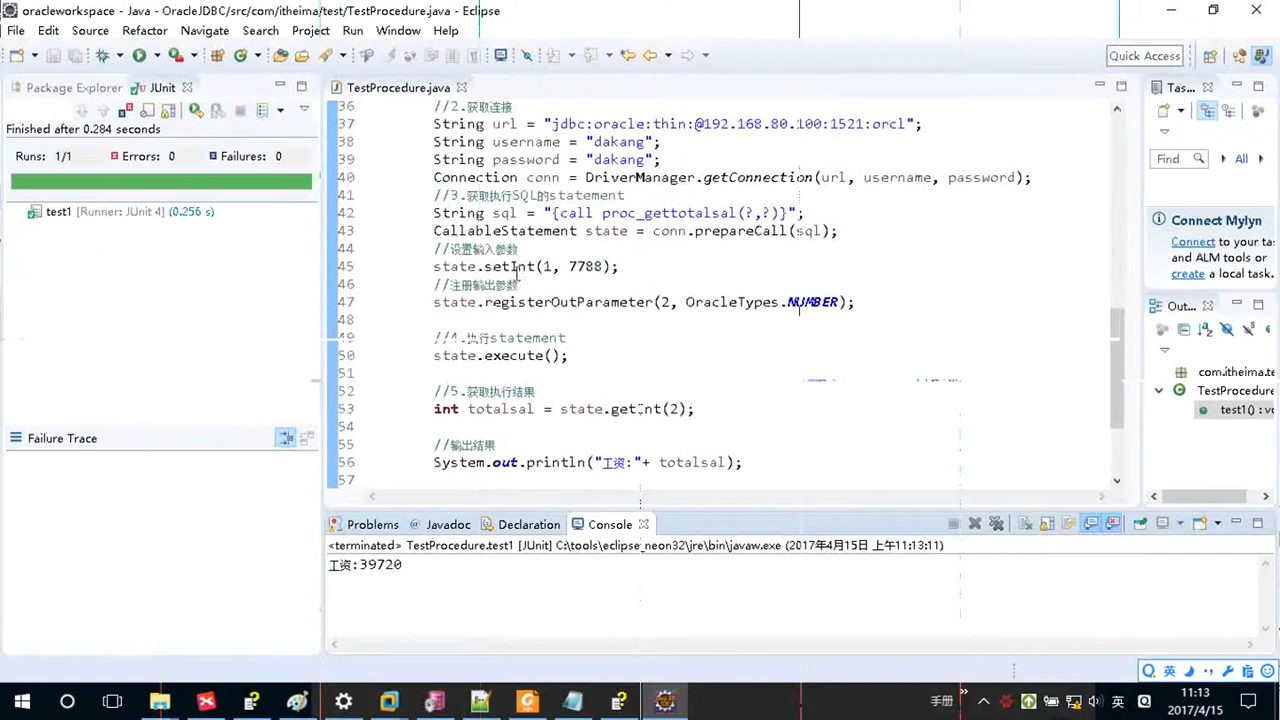 oracleworkspace - Java - OracleJDBC/src/com/itheima/test/TestProcedure.java - Eclipse
File Edit Source Refactor Navigate Search Project Run Window Help
Quick Access
Package Explorer JUnit
Finished after 0.284 seconds
Runs: 1/1 Errors: 0 Failures: 0
test1 [Runner: JUnit 4] (0.256 s)
Failure Trace
TestProcedure.java
36 //2.获取连接
37 String url = "jdbc:oracle:thin:@192.168.80.100:1521:orcl";
38 String username = "dakang";
39 String password = "dakang";
40 Connection conn = DriverManager.getConnection(url, username, password);
41 //3.获取执行SQL的statement
42 String sql = "{call proc_gettotalsal(?,?)}";
43 CallableStatement state = conn.prepareCall(sql);
44 //设置输入参数
45 state.setInt(1, 7788);
46 //注册输出参数
47 state.registerOutParameter(2, OracleTypes.NUMBER);
48
49 //4.执行statement
50 state.execute();
51
52 //5.获取执行结果
53 int totalsal = state.getInt(2);
54
55 //输出结果
56 System.out.println("工资:"+ totalsal);
57
Tas...
Find All
Connect Mylyn
Connect to your ta
and ALM tools or
create a local task.
Out...
com.itheima.tes
TestProcedure
test1() : vo
Problems Javadoc Declaration Console
<terminated> TestProcedure.test1 [JUnit] C:\tools\eclipse_neon32\jre\bin\javaw.exe (2017年4月15日 上午11:13:11)
工资:39720
英
手册 英 11:13
2017/4/15